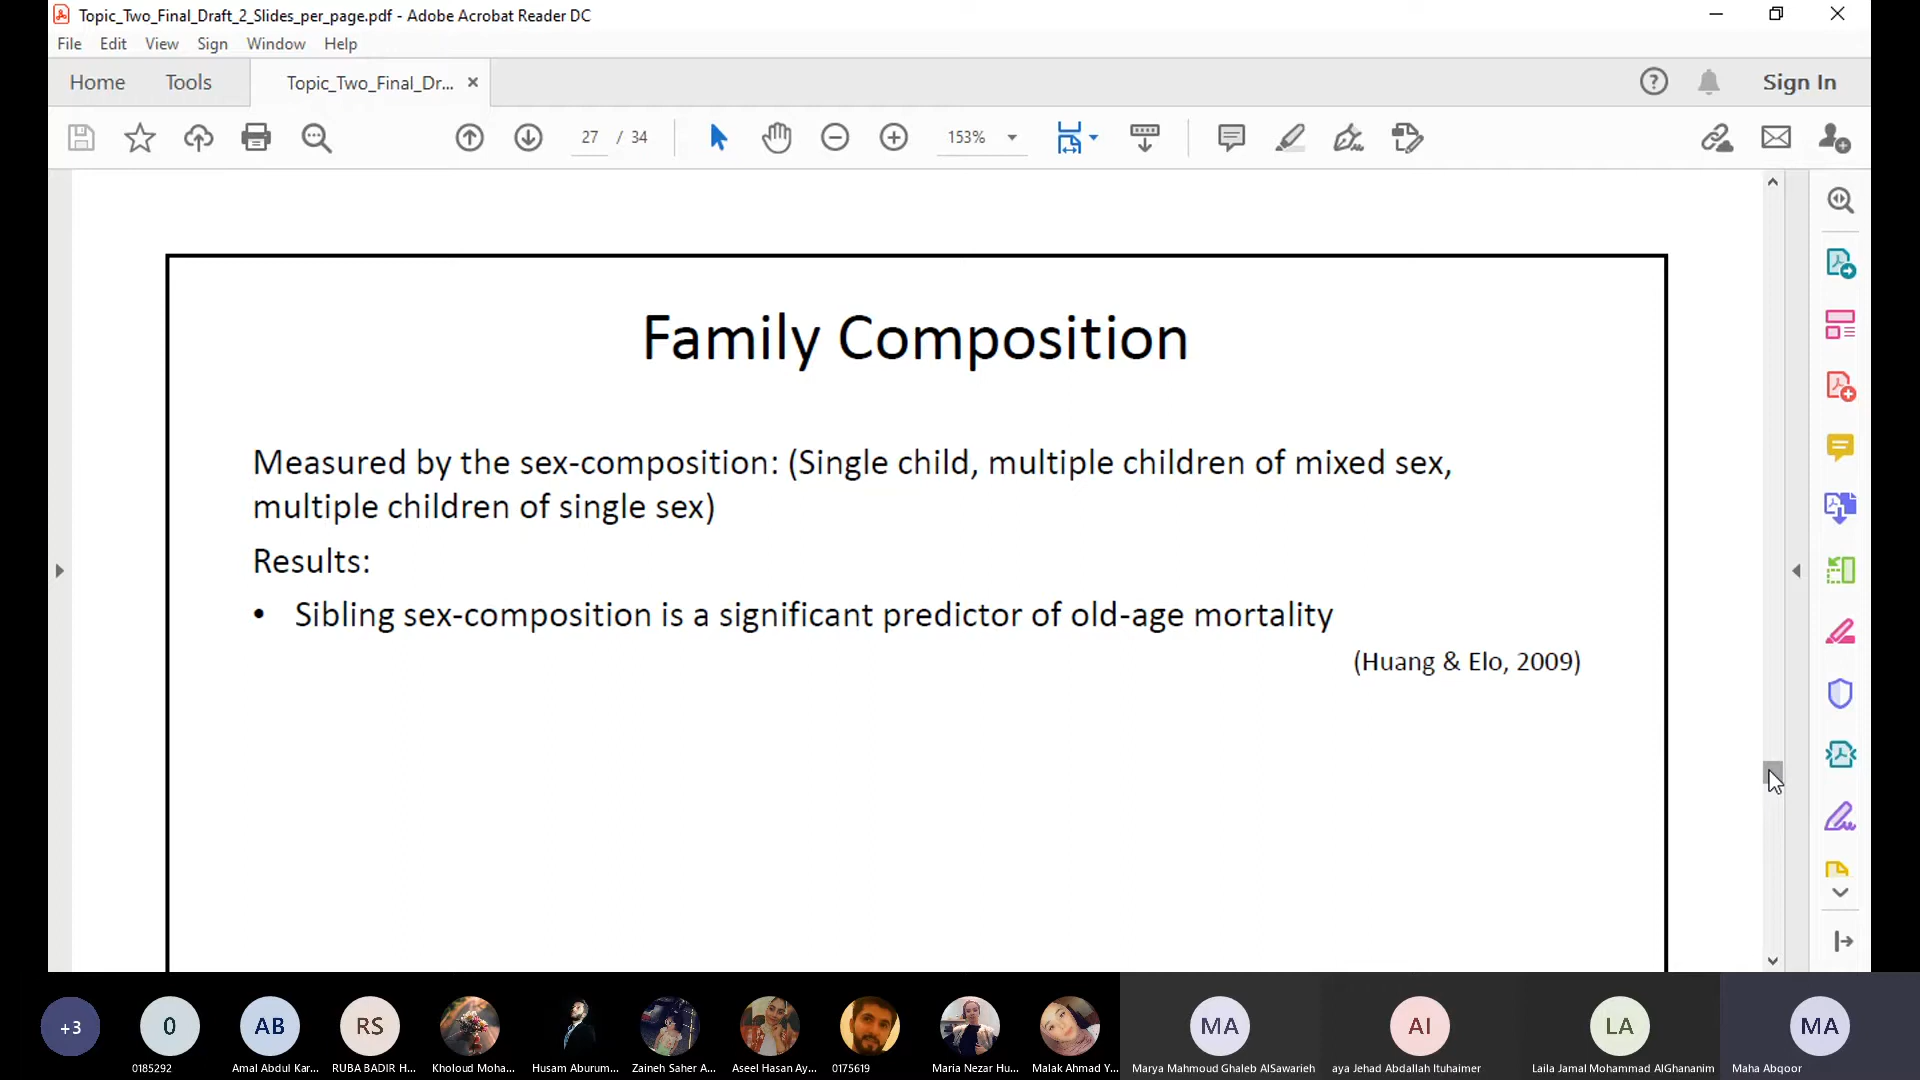 Topic_Two_Final_Draft_2_Slides_per_page.pdf - Adobe Acrobat Reader DC
File Edit View Sign Window Help
Home Tools Topic_Two_Final_Dr... × Sign In
27 / 34 153%
Family Composition
Measured by the sex-composition: (Single child, multiple children of mixed sex,
multiple children of single sex)
Results:
• Sibling sex-composition is a significant predictor of old-age mortality
(Huang & Elo, 2009)
+3 0 AB RS MA AI LA MA
0185292 Amal Abdul Kar... RUBA BADIR H... Kholoud Moha... Husam Aburum... Zaineh Saher A... Aseel Hasan Ay... 0175619 Maria Nezar Hu... Malak Ahmad Y... Marya Mahmoud Ghaleb AlSawarieh aya Jehad Abdallah Ituhaimer Laila Jamal Mohammad AlGhananim Maha Abqoor